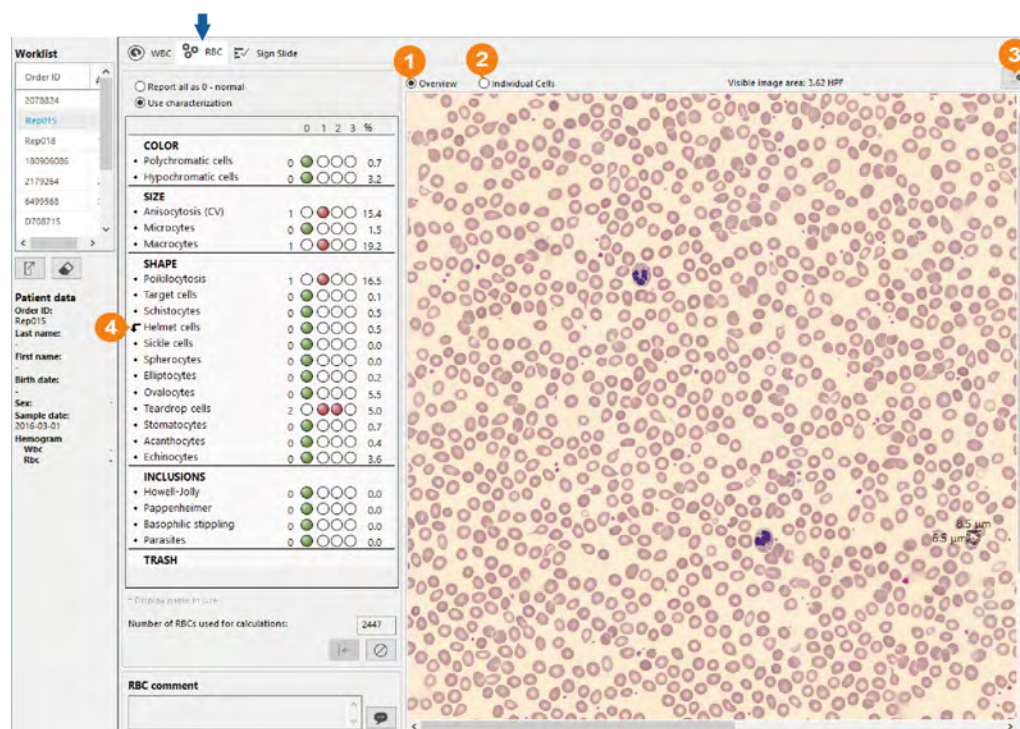 Worklist
Order ID
2078824
Rep015
Rep018
180906086
2179264
6499568
D708715
Patient data
Order ID:
Rep015
Last name:
-
First name:
-
Birth date:
-
Sex: -
Sample date:
2016-03-01
Hemogram
Wbc -
Rbc -
WBC RBC Sign Slide
Report all as 0 - normal
Use characterization
0 1 2 3 %
COLOR
• Polychromatic cells 0 0.7
• Hypochromatic cells 0 3.2
SIZE
• Anisocytosis (CV) 1 15.4
• Microcytes 0 1.5
• Macrocytes 1 19.2
SHAPE
• Poikilocytosis 1 16.5
• Target cells 0 0.1
• Schistocytes 0 0.5
4 Helmet cells 0 0.5
• Sickle cells 0 0.0
• Spherocytes 0 0.0
• Elliptocytes 0 0.2
• Ovalocytes 0 5.5
• Teardrop cells 2 5.0
• Stomatocytes 0 0.7
• Acanthocytes 0 0.4
• Echinocytes 0 3.6
INCLUSIONS
• Howell-Jolly 0 0.0
• Pappenheimer 0 0.0
• Basophilic stippling 0 0.0
• Parasites 0 0.0
TRASH
* Display name in use
Number of RBCs used for calculations: 2447
RBC comment
1 2 3
Overview Individual Cells Visible image area: 3.62 HPF
8.5 µm
6.5 µm